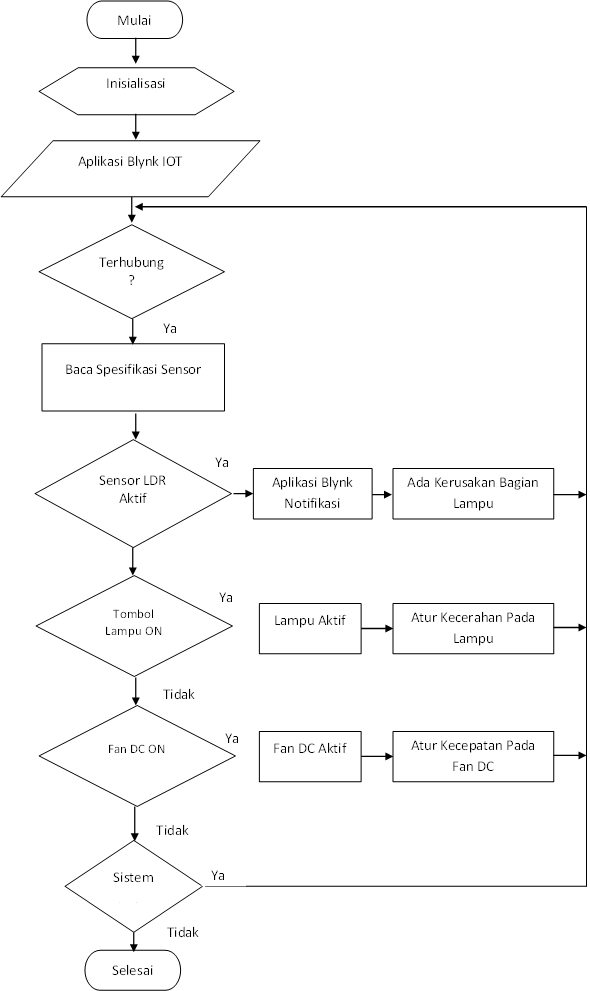 Mulai
Inisialisasi
Aplikasi Blynk IOT
Terhubung
?
Ya
Baca Spesifikasi Sensor
Sensor LDR
Aktif
Ya
Aplikasi Blynk
Notifikasi
Ada Kerusakan Bagian
Lampu
Tombol
Lampu ON
Ya
Lampu Aktif
Atur Kecerahan Pada
Lampu
Tidak
Fan DC ON
Ya
Fan DC Aktif
Atur Kecepatan Pada
Fan DC
Tidak
Sistem
Ya
Tidak
Selesai